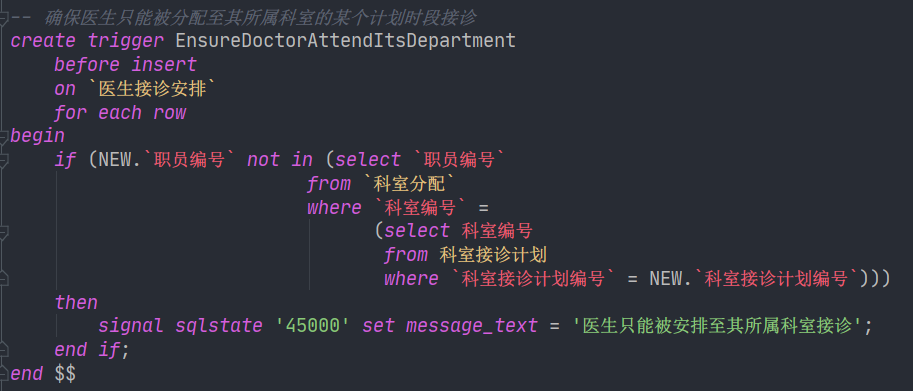 -- 确保医生只能被分配至其所属科室的某个计划时段接诊
create trigger EnsureDoctorAttendItsDepartment
    before insert
    on `医生接诊安排`
    for each row
begin
    if (NEW.`职员编号` not in (select `职员编号`
                           from `科室分配`
                           where `科室编号` =
                                 (select 科室编号
                                  from 科室接诊计划
                                  where `科室接诊计划编号` = NEW.`科室接诊计划编号`)))
    then
        signal sqlstate '45000' set message_text = '医生只能被安排至其所属科室接诊';
    end if;
end $$